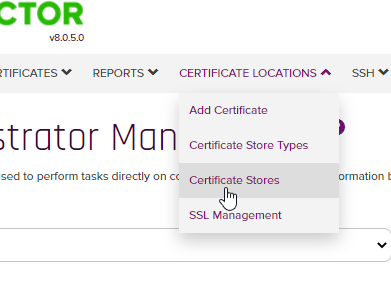 CTOR
v8.0.5.0
RTIFICATES REPORTS CERTIFICATE LOCATIONS SSH
Add Certificate
strator Man
Certificate Store Types
sed to perform tasks directly on co
Certificate Stores
ormation b
SSL Management